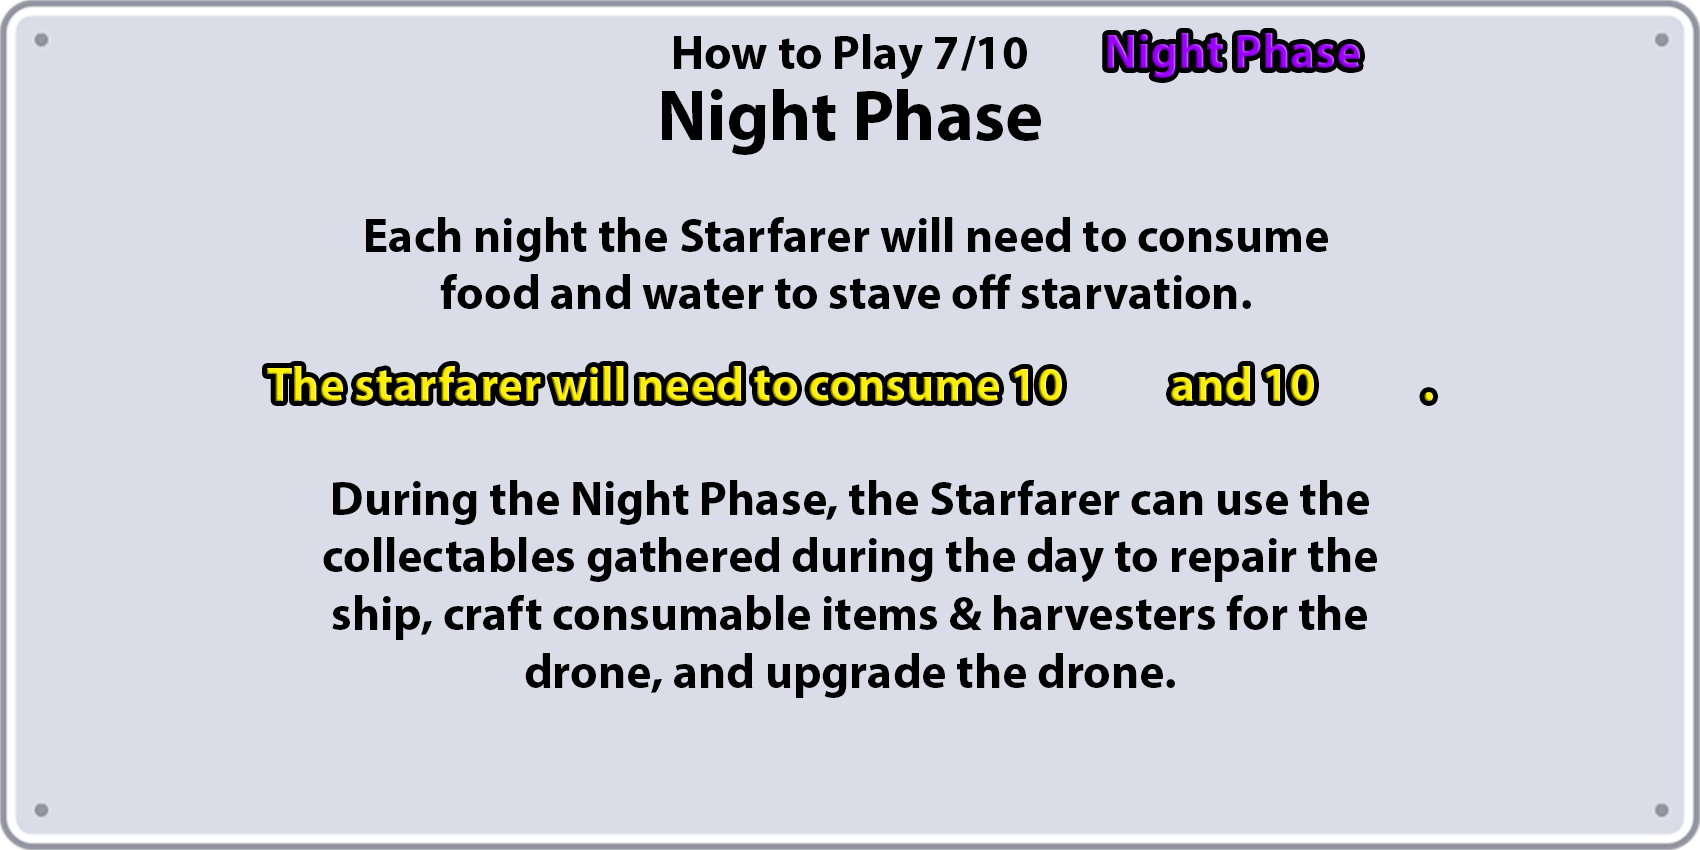 How to Play 7/10 Night Phase
Night Phase
Each night the Starfarer will need to consume
food and water to stave off starvation.
The starfarer will need to consume 10 and 10 .
During the Night Phase, the Starfarer can use the
collectables gathered during the day to repair the
ship, craft consumable items & harvesters for the
drone, and upgrade the drone.